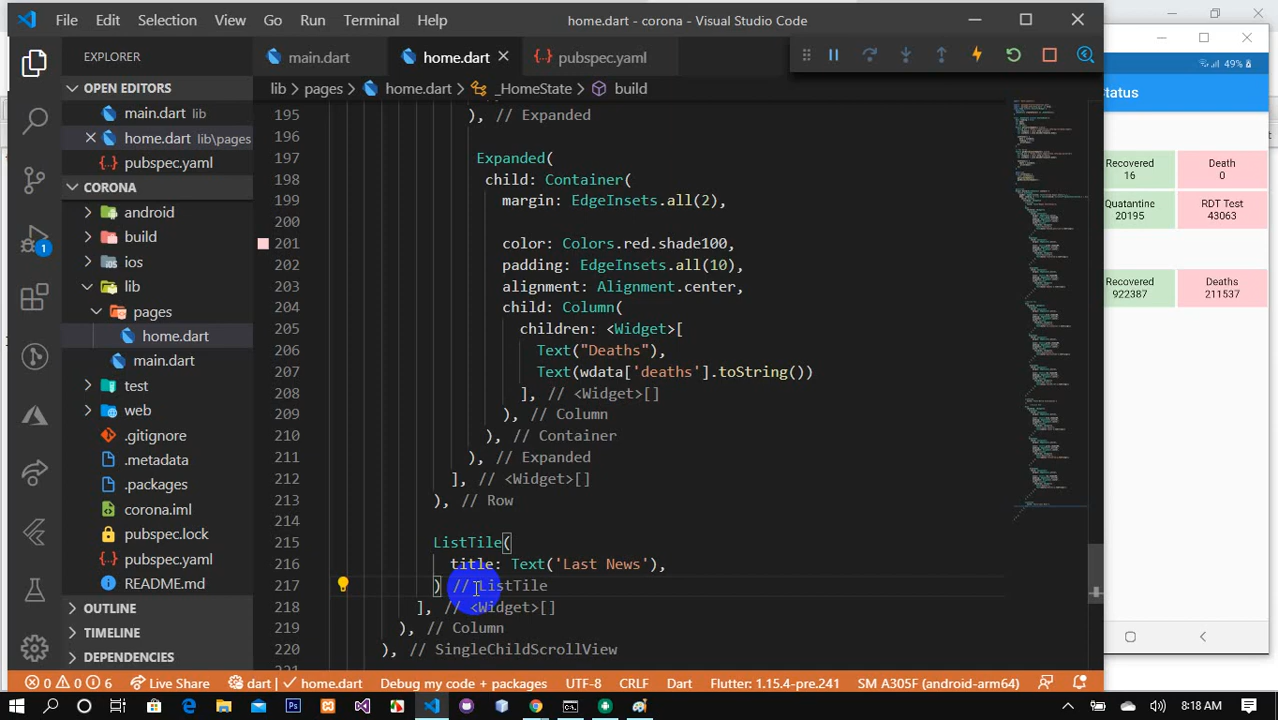 File Edit Selection View Go Run Terminal Help
home.dart - corona - Visual Studio Code
EXPLORER
main.dart
home.dart
pubspec.yaml
OPEN EDITORS
main.dart lib
home.dart lib\pages
pubspec.yaml
CORONA
android
build
ios
lib
pages
home.dart
main.dart
test
web
.gitignore
.metadata
.packages
corona.iml
pubspec.lock
pubspec.yaml
README.md
OUTLINE
TIMELINE
DEPENDENCIES
1
lib > pages > home.dart > _HomeState > build
195 ), // Expanded
196
197 Expanded(
198 child: Container(
199 margin: EdgeInsets.all(2),
200
201 color: Colors.red.shade100,
202 padding: EdgeInsets.all(10),
203 alignment: Alignment.center,
204 child: Column(
205 children: <Widget>[
206 Text("Deaths"),
207 Text(wdata['deaths'].toString())
208 ], // <Widget>[]
209 ), // Column
210 ), // Container
211 ), // Expanded
212 ], // <Widget>[]
213 ), // Row
214
215 ListTile(
216 title: Text('Last News'),
217 ) // ListTile
218 ], // <Widget>[]
219 ), // Column
220 ), // SingleChildScrollView
49%
Status
Recovered
16
Death
0
Quatantine
20195
RDT Test
43063
Recovered
922387
Deaths
211537
0 0 6 Live Share dart | home.dart Debug my code + packages UTF-8 CRLF Dart Flutter: 1.15.4-pre.241 SM A305F (android-arm64)
8:18 AM